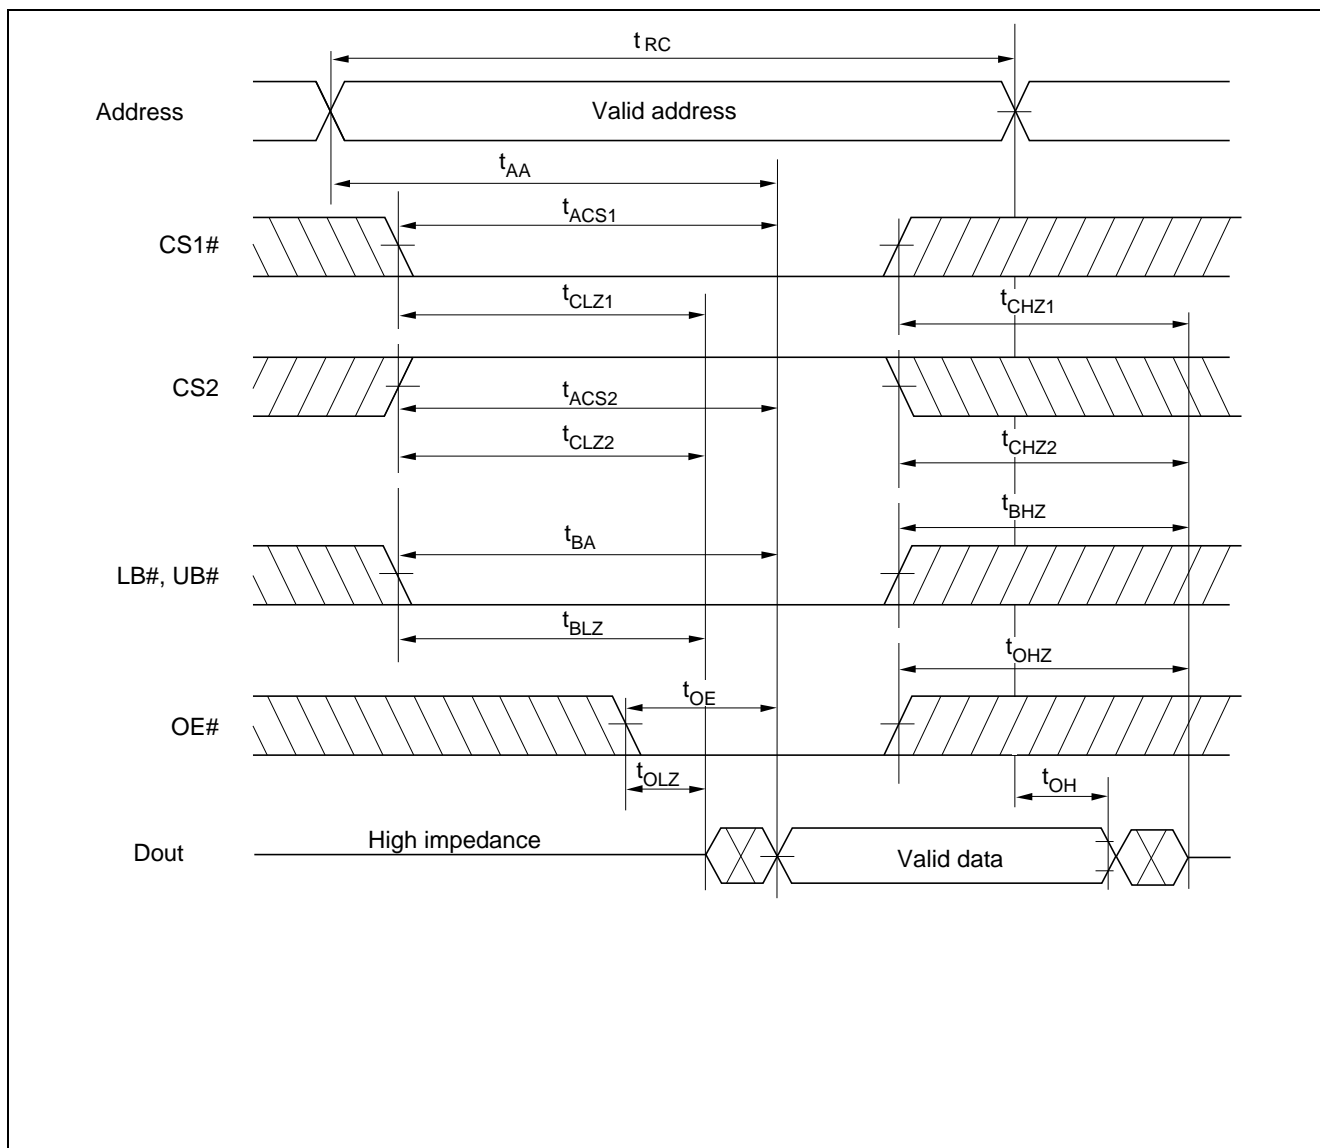 tRC
Address
Valid address
tAA
tACS1
CS1#
tCLZ1
tCHZ1
CS2
tACS2
tCLZ2
tCHZ2
tBHZ
tBA
LB#, UB#
tBLZ
tOHZ
tOE
OE#
tOLZ
tOH
High impedance
Dout
Valid data